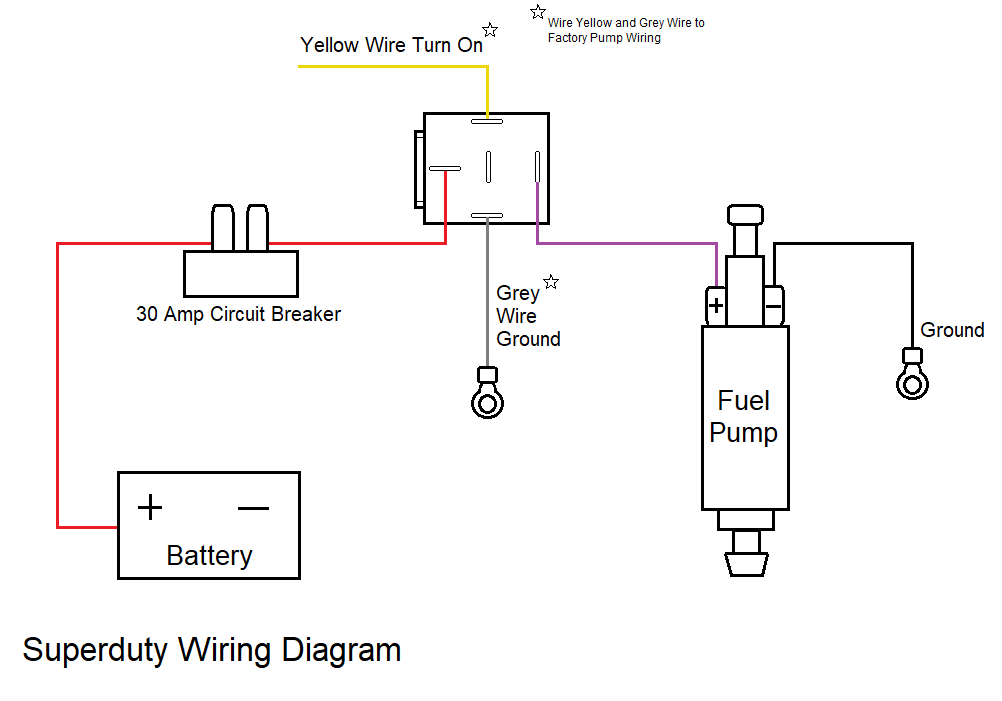 Wire Yellow and Grey Wire to
Factory Pump Wiring
Yellow Wire Turn On
30 Amp Circuit Breaker
Grey
Wire
Ground
+
−
Ground
Fuel
Pump
+
−
Battery
Superduty Wiring Diagram